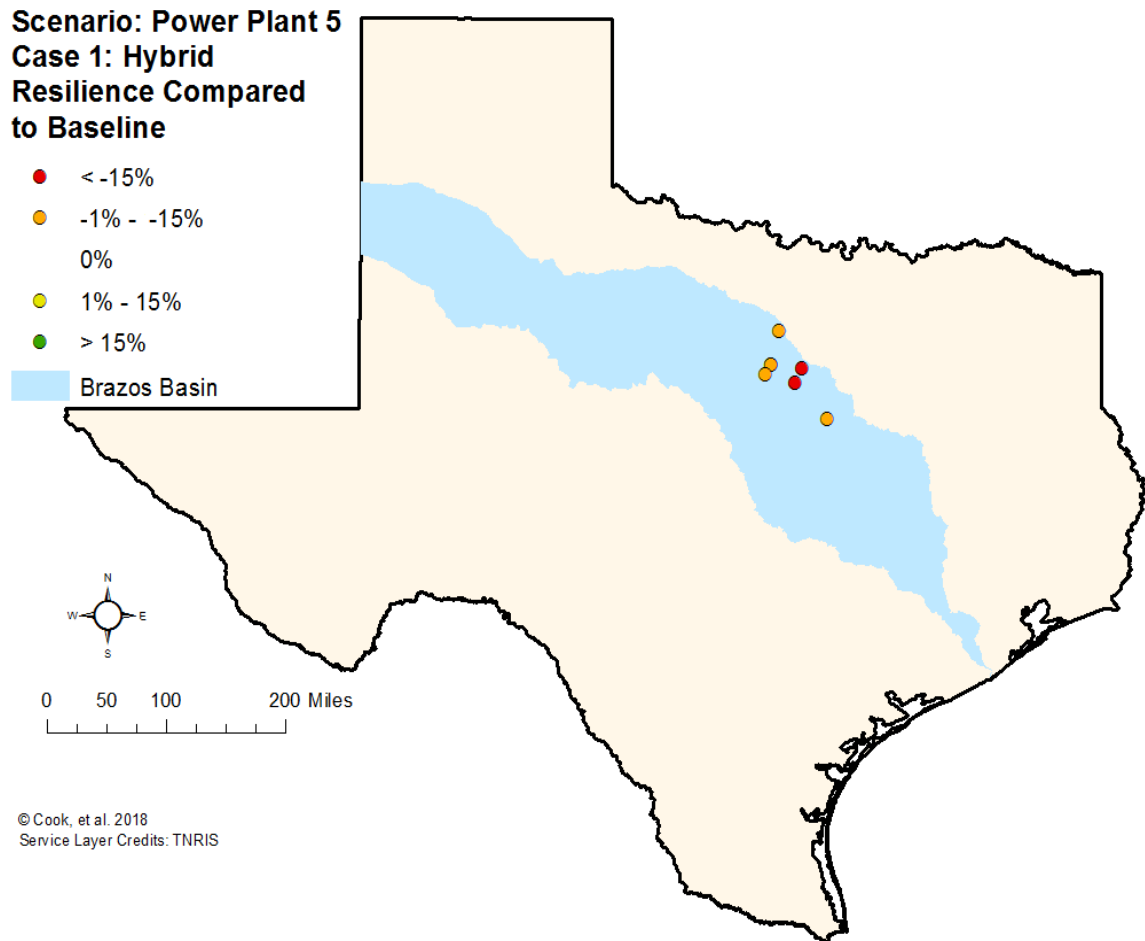 Scenario: Power Plant 5
Case 1: Hybrid
Resilience Compared
to Baseline
< -15%
-1% -  -15%
0%
1% - 15%
> 15%
Brazos Basin
N
W
E
S
0 50 100 200 Miles
© Cook, et al. 2018
Service Layer Credits: TNRIS